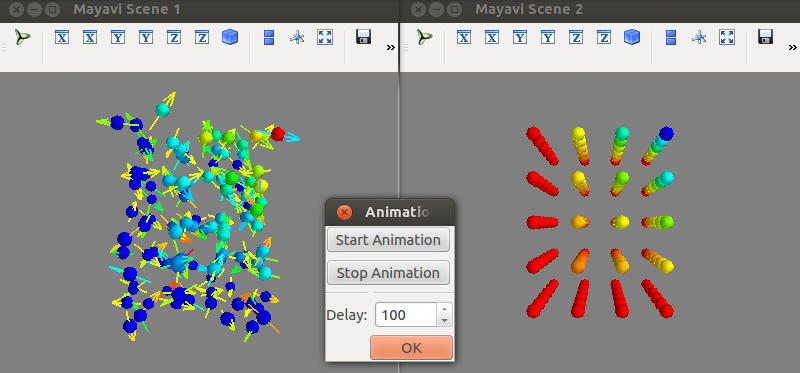 Mayavi Scene 1
Mayavi Scene 2
X X Y Y Z Z
»
X X Y Y Z Z
»
Animatio
Start Animation
Stop Animation
Delay: 100
OK